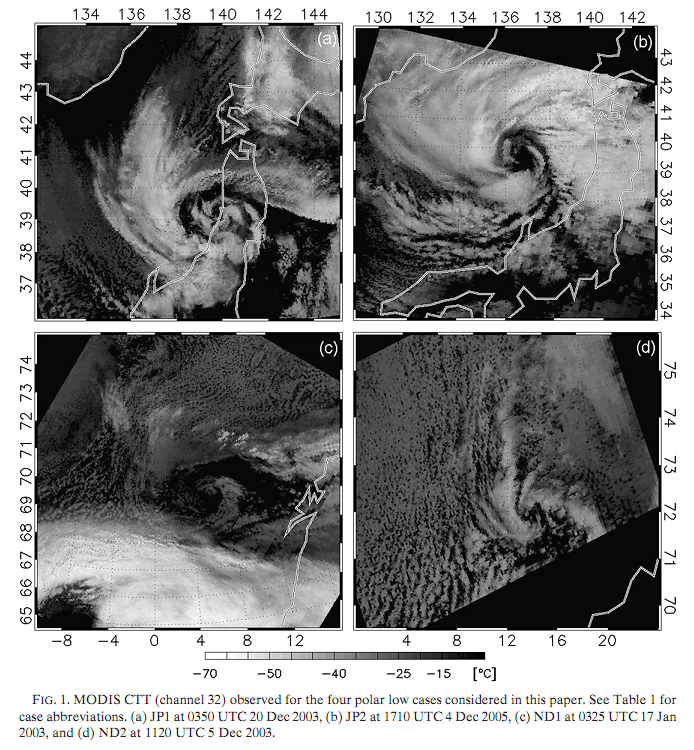 134 136 138 140 142 144
130 132 134 136 138 140 142
(a)
(b)
44
43
42
41
40
39
38
37
43
42
41
40
39
38
37
36
35
34
(c)
(d)
74
73
72
71
70
69
68
67
66
65
75
74
73
72
71
70
−8 −4 0 4 8 12
4 8 12 16 20
−70 −50 −40 −25 −15 [°C]
FIG. 1. MODIS CTT (channel 32) observed for the four polar low cases considered in this paper. See Table 1 for
case abbreviations. (a) JP1 at 0350 UTC 20 Dec 2003, (b) JP2 at 1710 UTC 4 Dec 2005, (c) ND1 at 0325 UTC 17 Jan
2003, and (d) ND2 at 1120 UTC 5 Dec 2003.